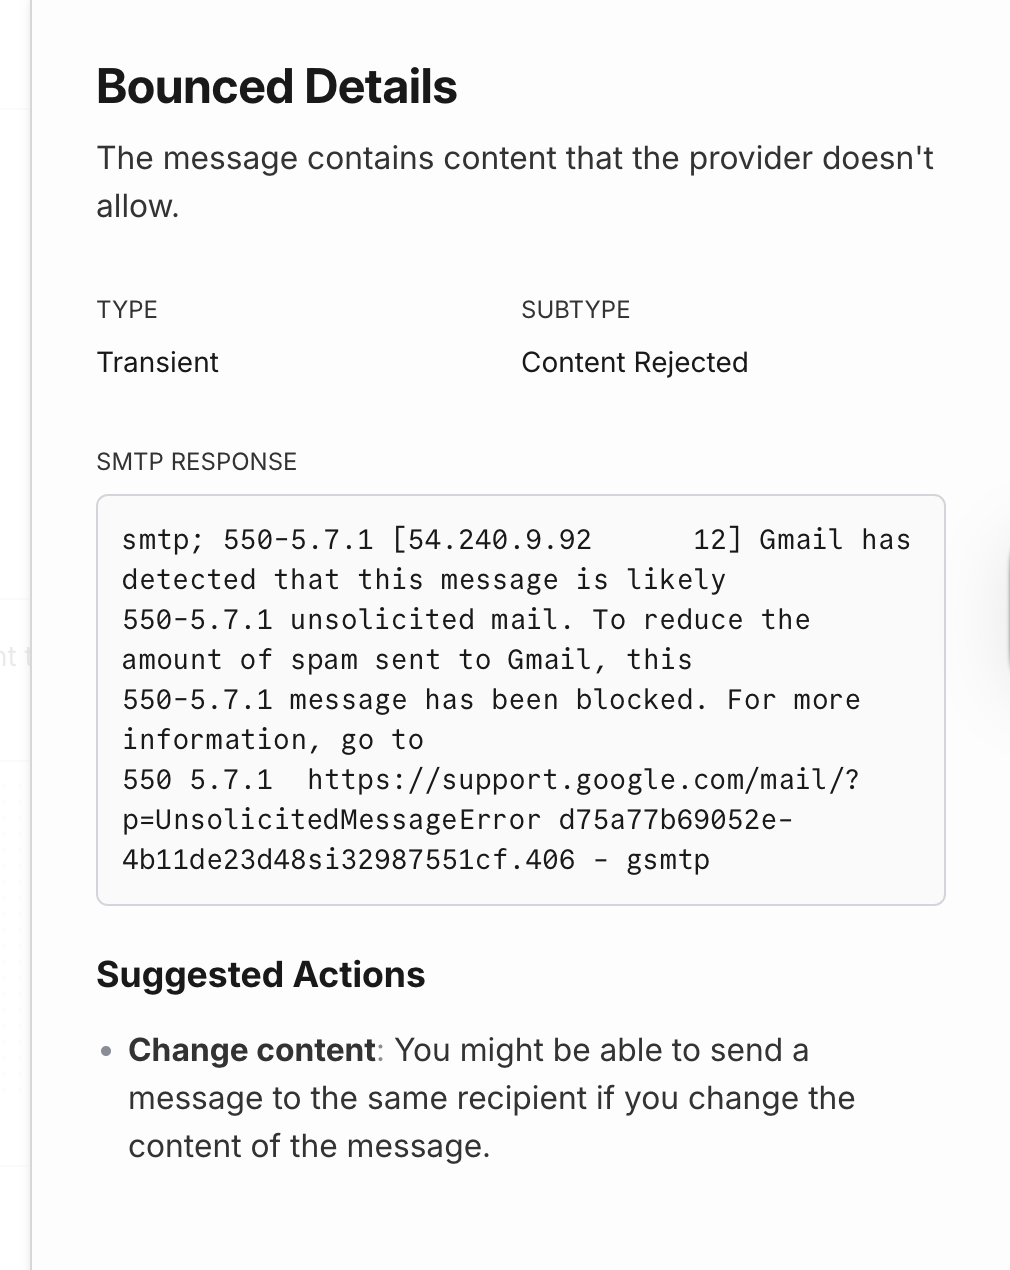 Bounced Details
The message contains content that the provider doesn't
allow.
TYPE
SUBTYPE
Transient
Content Rejected
SMTP RESPONSE
smtp; 550-5.7.1 [54.240.9.92      12] Gmail has
detected that this message is likely
550-5.7.1 unsolicited mail. To reduce the
amount of spam sent to Gmail, this
550-5.7.1 message has been blocked. For more
information, go to
550 5.7.1  https://support.google.com/mail/?
p=UnsolicitedMessageError d75a77b69052e-
4b11de23d48si32987551cf.406 - gsmtp
Suggested Actions
• Change content: You might be able to send a
message to the same recipient if you change the
content of the message.